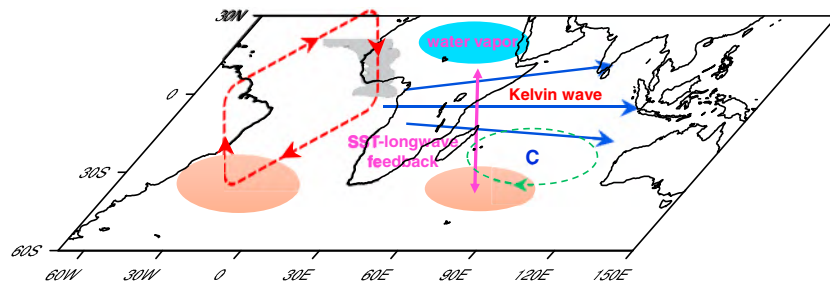 30N
water vapor
0
Kelvin wave
SST-longwave
feedback
C
30S
60S
60W
30W
0
30E
60E
90E
120E
150E